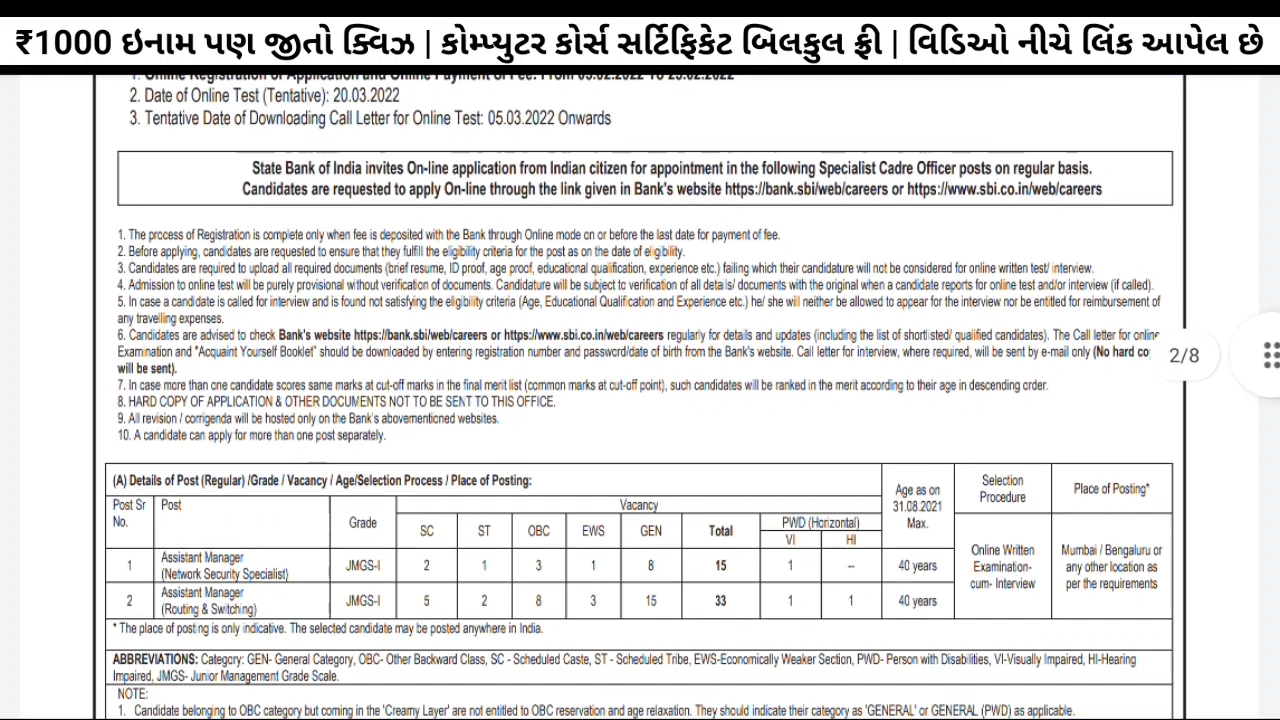 ₹1000 ઇનામ પણ જીતો ક્વિઝ | કોમ્પ્યુટર કોર્સ સર્ટિફિકેટ બિલકુલ ફ્રી | વિડિઓ નીચે લિંક આપેલ છે
1. Online Registration of Application and Online Payment of Fee: From 05.02.2022 To 25.02.2022
2. Date of Online Test (Tentative): 20.03.2022
3. Tentative Date of Downloading Call Letter for Online Test: 05.03.2022 Onwards
State Bank of India invites On-line application from Indian citizen for appointment in the following Specialist Cadre Officer posts on regular basis.
Candidates are requested to apply On-line through the link given in Bank's website https://bank.sbi/web/careers or https://www.sbi.co.in/web/careers
1. The process of Registration is complete only when fee is deposited with the Bank through Online mode on or before the last date for payment of fee.
2. Before applying, candidates are requested to ensure that they fulfill the eligibility criteria for the post as on the date of eligibility.
3. Candidates are required to upload all required documents (brief resume, ID proof, age proof, educational qualification, experience etc.) failing which their candidature will not be considered for online written test/ interview.
4. Admission to online test will be purely provisional without verification of documents. Candidature will be subject to verification of all details/ documents with the original when a candidate reports for online test and/or interview (if called).
5. In case a candidate is called for interview and is found not satisfying the eligibility criteria (Age, Educational Qualification and Experience etc.) he/ she will neither be allowed to appear for the interview nor be entitled for reimbursement of
any travelling expenses.
6. Candidates are advised to check Bank's website https://bank.sbi/web/careers or https://www.sbi.co.in/web/careers regularly for details and updates (including the list of shortlisted/ qualified candidates). The Call letter for online
Examination and "Acquaint Yourself Booklet" should be downloaded by entering registration number and password/date of birth from the Bank's website. Call letter for interview, where required, will be sent by e-mail only (No hard co
will be sent).
2/8
7. In case more than one candidate scores same marks at cut-off marks in the final merit list (common marks at cut-off point), such candidates will be ranked in the merit according to their age in descending order.
8. HARD COPY OF APPLICATION & OTHER DOCUMENTS NOT TO BE SENT TO THIS OFFICE.
9. All revision / corrigenda will be hosted only on the Bank's abovementioned websites.
10. A candidate can apply for more than one post separately.
(A) Details of Post (Regular) /Grade / Vacancy / Age/Selection Process / Place of Posting:
Age as on 31.08.2021 Max.
Selection Procedure
Place of Posting*
Post Sr No.
Post
Grade
Vacancy
SC ST OBC EWS GEN Total PWD (Horizontal)
VI HI
1 Assistant Manager (Network Security Specialist) JMGS-I 2 1 3 1 8 15 1 -- 40 years
2 Assistant Manager (Routing & Switching) JMGS-I 5 2 8 3 15 33 1 1 40 years
Online Written Examination-cum- Interview
Mumbai / Bengaluru or any other location as per the requirements
* The place of posting is only indicative. The selected candidate may be posted anywhere in India.
ABBREVIATIONS: Category: GEN- General Category, OBC- Other Backward Class, SC - Scheduled Caste, ST - Scheduled Tribe, EWS-Economically Weaker Section, PWD- Person with Disabilities, VI-Visually Impaired, HI-Hearing
Impaired, JMGS- Junior Management Grade Scale.
NOTE:
1. Candidate belonging to OBC category but coming in the 'Creamy Layer' are not entitled to OBC reservation and age relaxation. They should indicate their category as 'GENERAL' or GENERAL (PWD) as applicable.